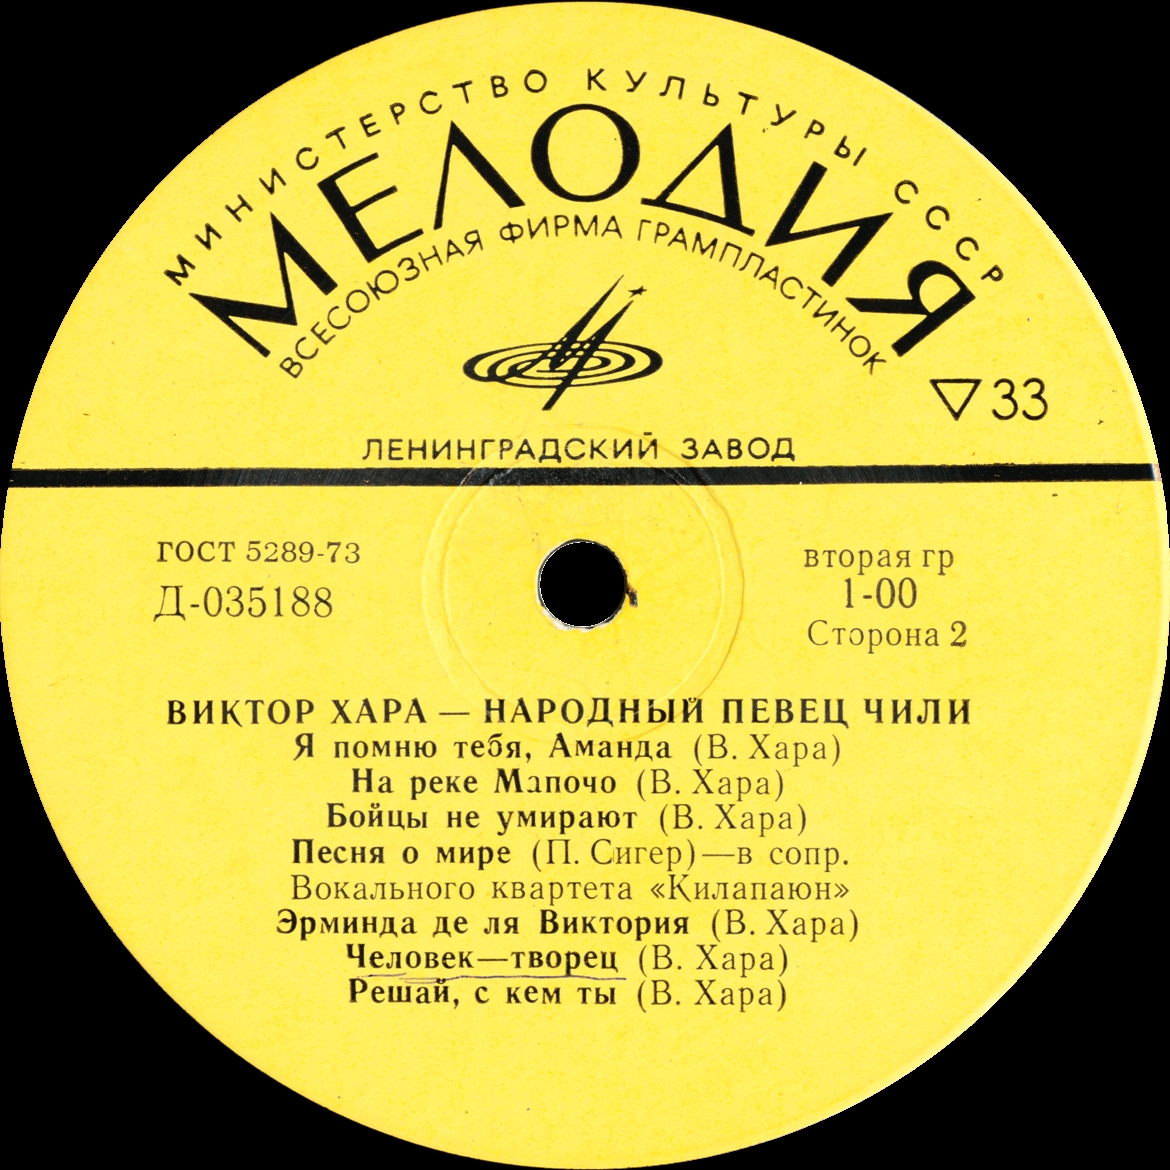 МИНИСТЕРСТВО КУЛЬТУРЫ СССР
МЕЛОДИЯ
ВСЕСОЮЗНАЯ ФИРМА ГРАМПЛАСТИНОК
33
ЛЕНИНГРАДСКИЙ ЗАВОД
ГОСТ 5289-73
Д-035188
вторая гр
1-00
Сторона 2
ВИКТОР ХАРА — НАРОДНЫЙ ПЕВЕЦ ЧИЛИ
Я помню тебя, Аманда (В. Хара)
На реке Мапочо (В. Хара)
Бойцы не умирают (В. Хара)
Песня о мире (П. Сигер)—в сопр.
Вокального квартета «Килапаюн»
Эрминда де ля Виктория (В. Хара)
Человек—творец (В. Хара)
Решай, с кем ты (В. Хара)